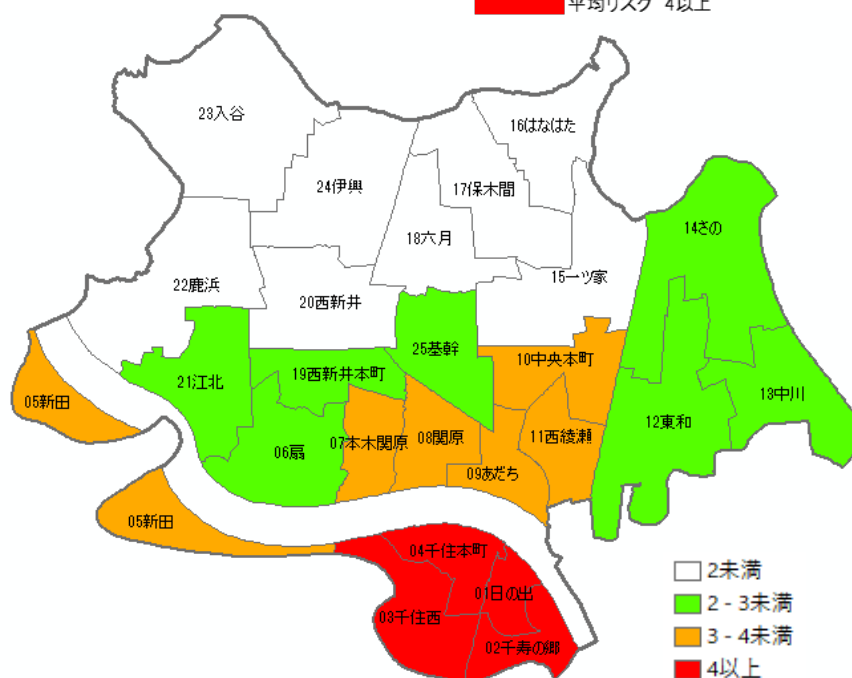 平均リスク 4以上
23入谷
16はなはた
24伊興
17保木間
14さの
18六月
22鹿浜
20西新井
15一ツ家
25基幹
10中央本町
19西新井本町
21江北
13中川
05新田
12東和
11西綾瀬
08関原
07本木関原
06扇
09あだち
05新田
04千住本町
01日の出
03千住西
02千寿の郷
2未満
2 - 3未満
3 - 4未満
4以上